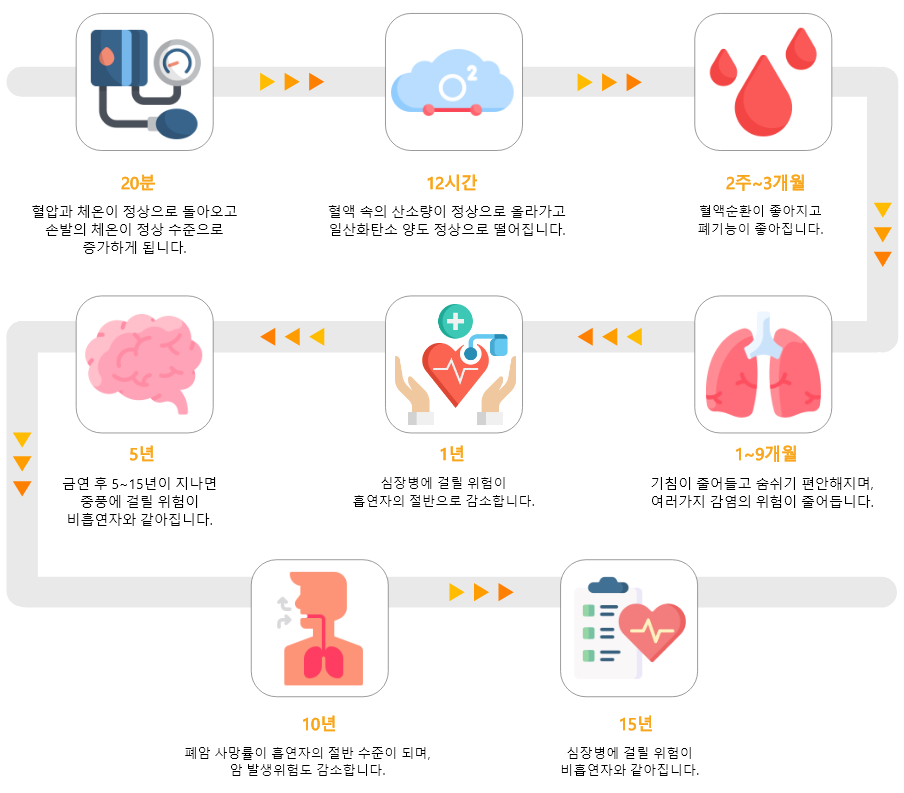 O2
20분
혈압과 체온이 정상으로 돌아오고
손발의 체온이 정상 수준으로
증가하게 됩니다.
12시간
혈액 속의 산소량이 정상으로 올라가고
일산화탄소 양도 정상으로 떨어집니다.
2주~3개월
혈액순환이 좋아지고
폐기능이 좋아집니다.
5년
금연 후 5~15년이 지나면
중풍에 걸릴 위험이
비흡연자와 같아집니다.
1년
심장병에 걸릴 위험이
흡연자의 절반으로 감소합니다.
1~9개월
기침이 줄어들고 숨쉬기 편안해지며,
여러가지 감염의 위험이 줄어듭니다.
10년
폐암 사망률이 흡연자의 절반 수준이 되며,
암 발생위험도 감소합니다.
15년
심장병에 걸릴 위험이
비흡연자와 같아집니다.